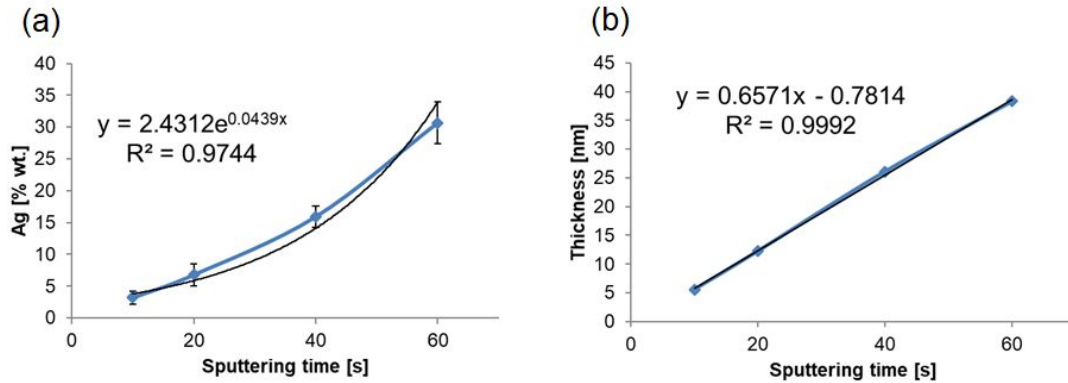 (a)
40
35
30
25
20
15
10
5
0
Ag [% wt.]
y = 2.4312e^0.0439x
R² = 0.9744
0 20 40 60
Sputtering time [s]
(b)
45
40
35
30
25
20
15
10
5
0
Thickness [nm]
y = 0.6571x - 0.7814
R² = 0.9992
0 20 40 60
Sputtering time [s]